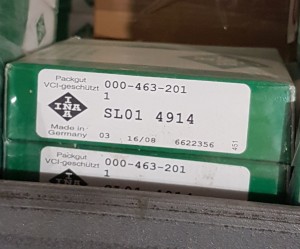 Packgut
VCI-geschützt
000-463-201
1
INA
SL01 4914
Made in
Germany
03 16/08 6622356
451
Packgut
VCI-geschützt
000-463-201
1